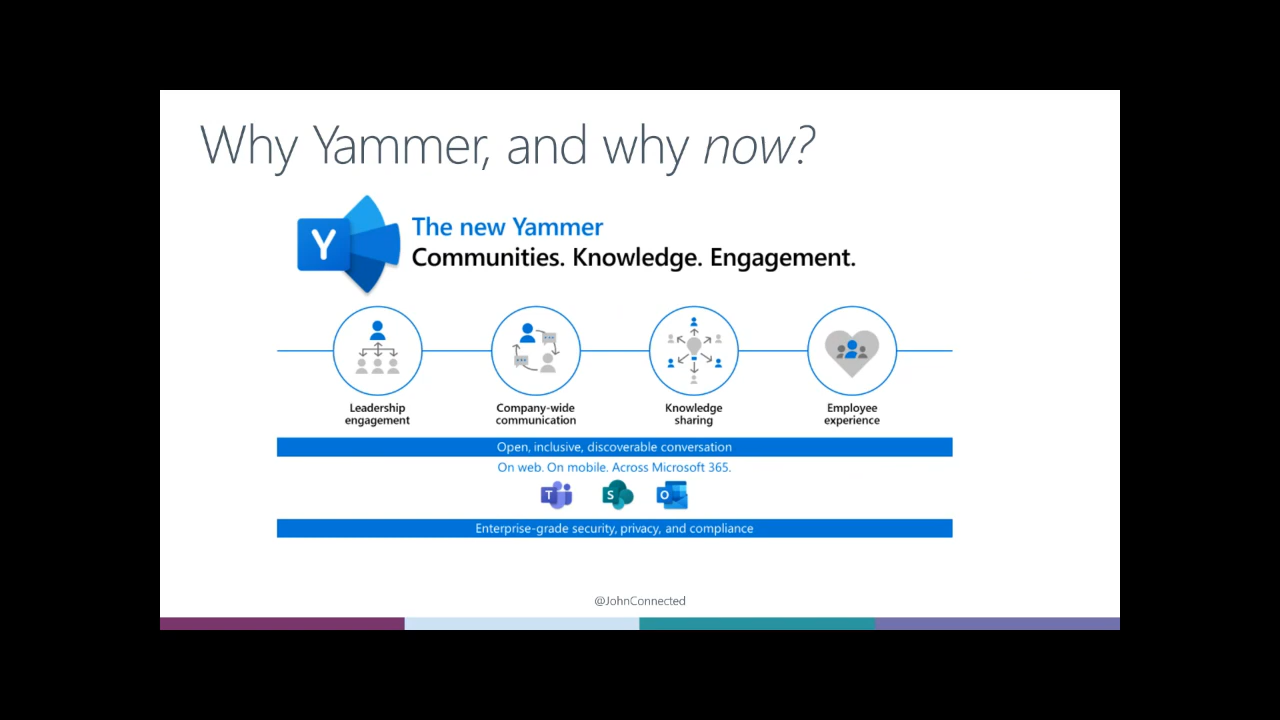 Why Yammer, and why now?
Y
The new Yammer
Communities. Knowledge. Engagement.
Leadership
engagement
Company-wide
communication
Knowledge
sharing
Employee
experience
Open, inclusive, discoverable conversation
On web. On mobile. Across Microsoft 365.
T S O
Enterprise-grade security, privacy, and compliance
@JohnConnected